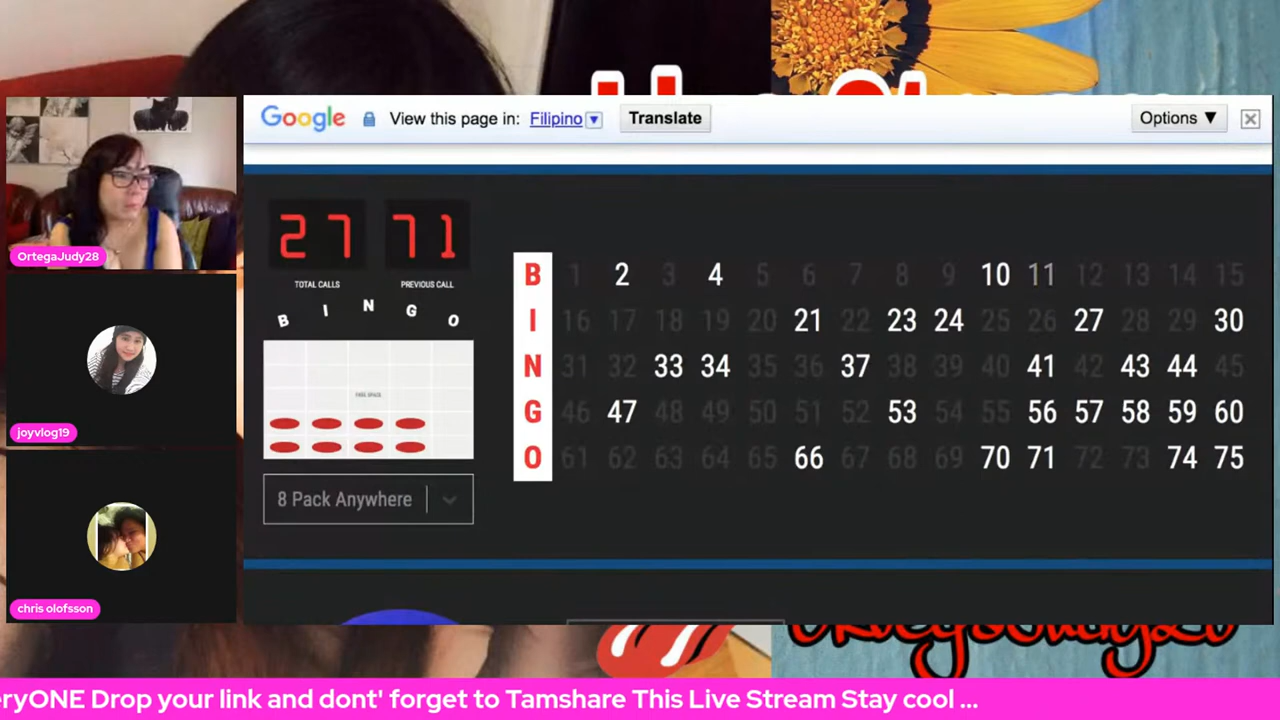 Google View this page in: Filipino Translate Options ▼
OrtegaJudy28
27 71
TOTAL CALLS PREVIOUS CALL
B I N G O
FREE SPACE
8 Pack Anywhere
B 1 2 3 4 5 6 7 8 9 10 11 12 13 14 15
I 16 17 18 19 20 21 22 23 24 25 26 27 28 29 30
N 31 32 33 34 35 36 37 38 39 40 41 42 43 44 45
G 46 47 48 49 50 51 52 53 54 55 56 57 58 59 60
O 61 62 63 64 65 66 67 68 69 70 71 72 73 74 75
joyvlog19
chris olofsson
eryONE Drop your link and dont' forget to Tamshare This Live Stream Stay cool ...